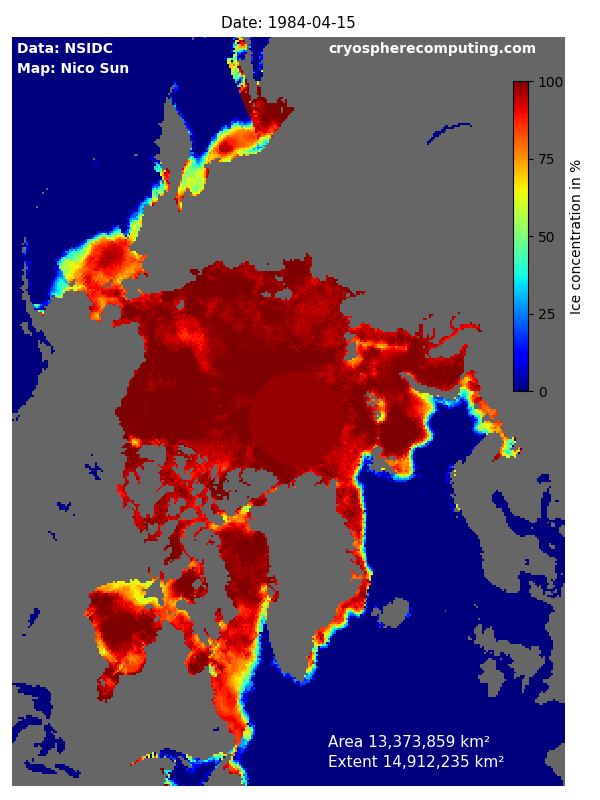 Date: 1984-04-15
Data: NSIDC
Map: Nico Sun
cryospherecomputing.com
100
75
50
25
0
Ice concentration in %
Area 13,373,859 km²
Extent 14,912,235 km²